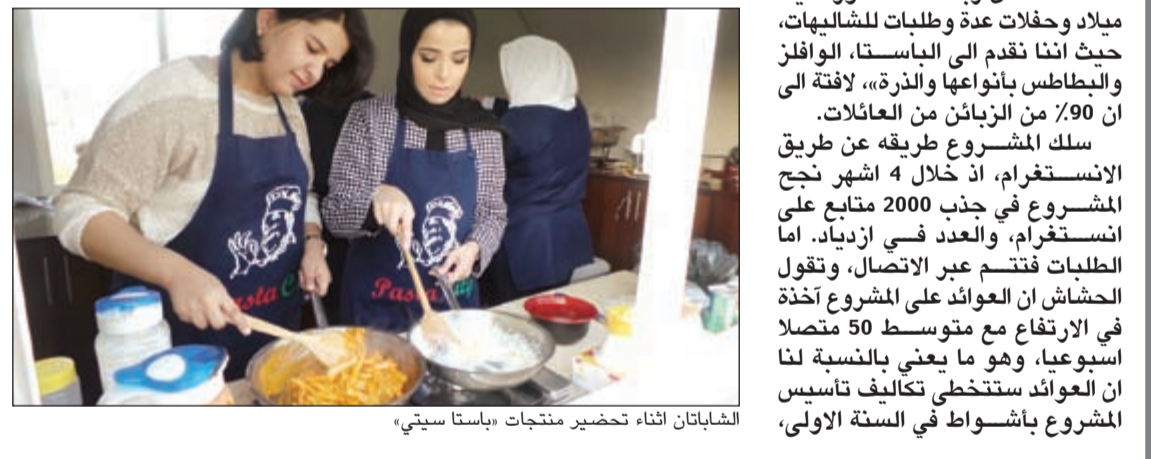 ميلاد وحفلات عدة وطلبات للشاليهات،
حيث اننا نقدم الى الباستا، الوافلز
والبطاطس بأنواعها والذرة»، لافتة الى
ان 90٪ من الزبائن من العائلات.
سلك المشروع طريقه عن طريق
الانستغرام، اذ خلال 4 اشهر نجح
المشروع في جذب 2000 متابع على
انستغرام، والعدد في ازدياد. اما
الطلبات فتتم عبر الاتصال، وتقول
الحشاش ان العوائد على المشروع آخذة
في الارتفاع مع متوسط 50 متصلا
اسبوعيا، وهو ما يعني بالنسبة لنا
ان العوائد ستتخطى تكاليف تأسيس
المشروع بأشواط في السنة الاولى،
Pasta
Pasta
الشاباتان اثناء تحضير منتجات «باستا سيتي»